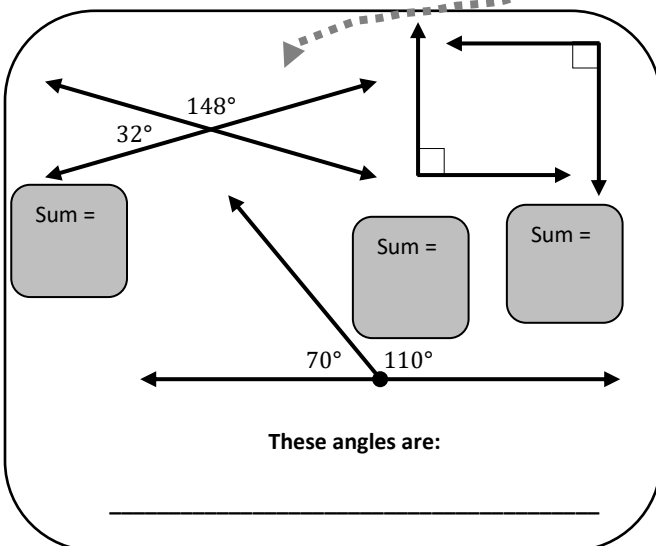 148°
32°
Sum =
Sum =
Sum =
70° 110°
These angles are: